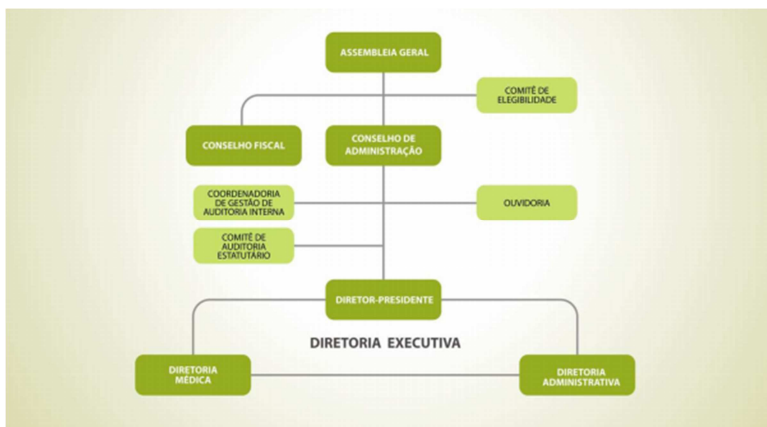 ASSEMBLEIA GERAL
COMITÊ DE
ELEGIBILIDADE
CONSELHO FISCAL
CONSELHO DE
ADMINISTRAÇÃO
COORDENADORIA
DE GESTÃO DE
AUDITORIA INTERNA
OUVIDORIA
COMITÊ DE
AUDITORIA
ESTATUTÁRIO
DIRETOR-PRESIDENTE
DIRETORIA EXECUTIVA
DIRETORIA
MÉDICA
DIRETORIA
ADMINISTRATIVA